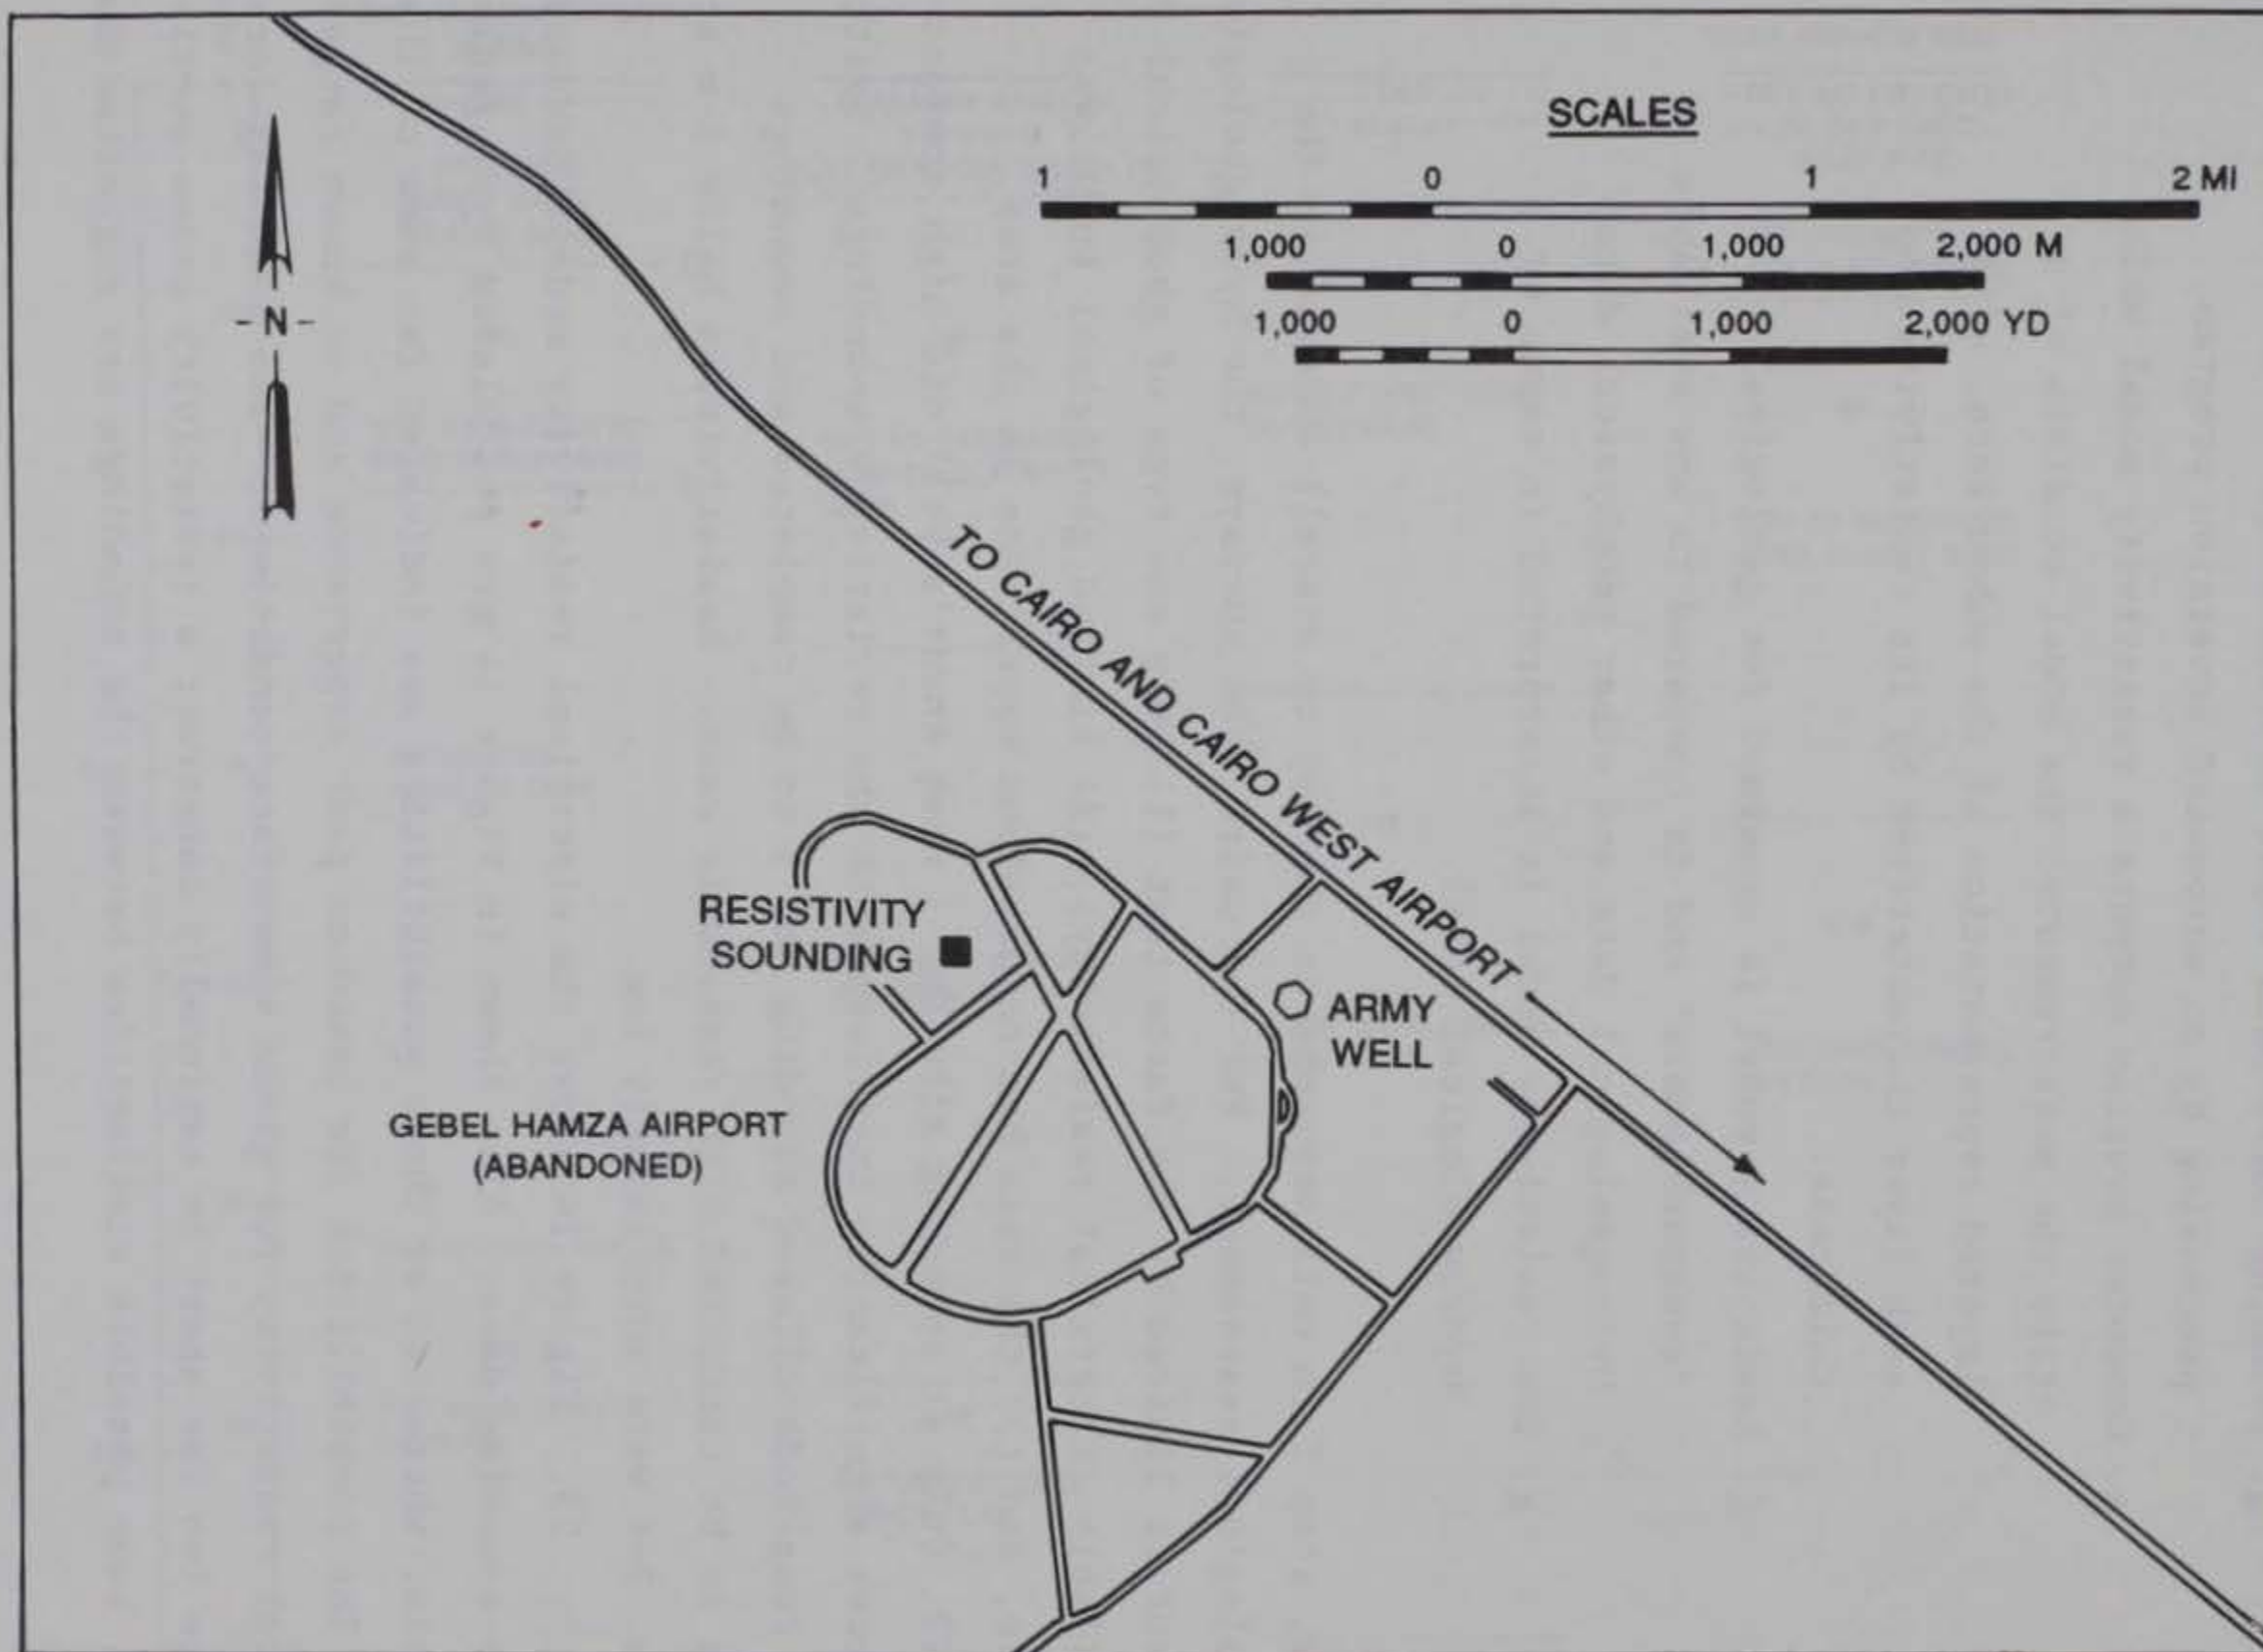 SCALES
1 0 1 2 MI
1,000 0 1,000 2,000 M
1,000 0 1,000 2,000 YD
- N -
TO CAIRO AND CAIRO WEST AIRPORT
RESISTIVITY
SOUNDING
ARMY
WELL
GEBEL HAMZA AIRPORT
(ABANDONED)